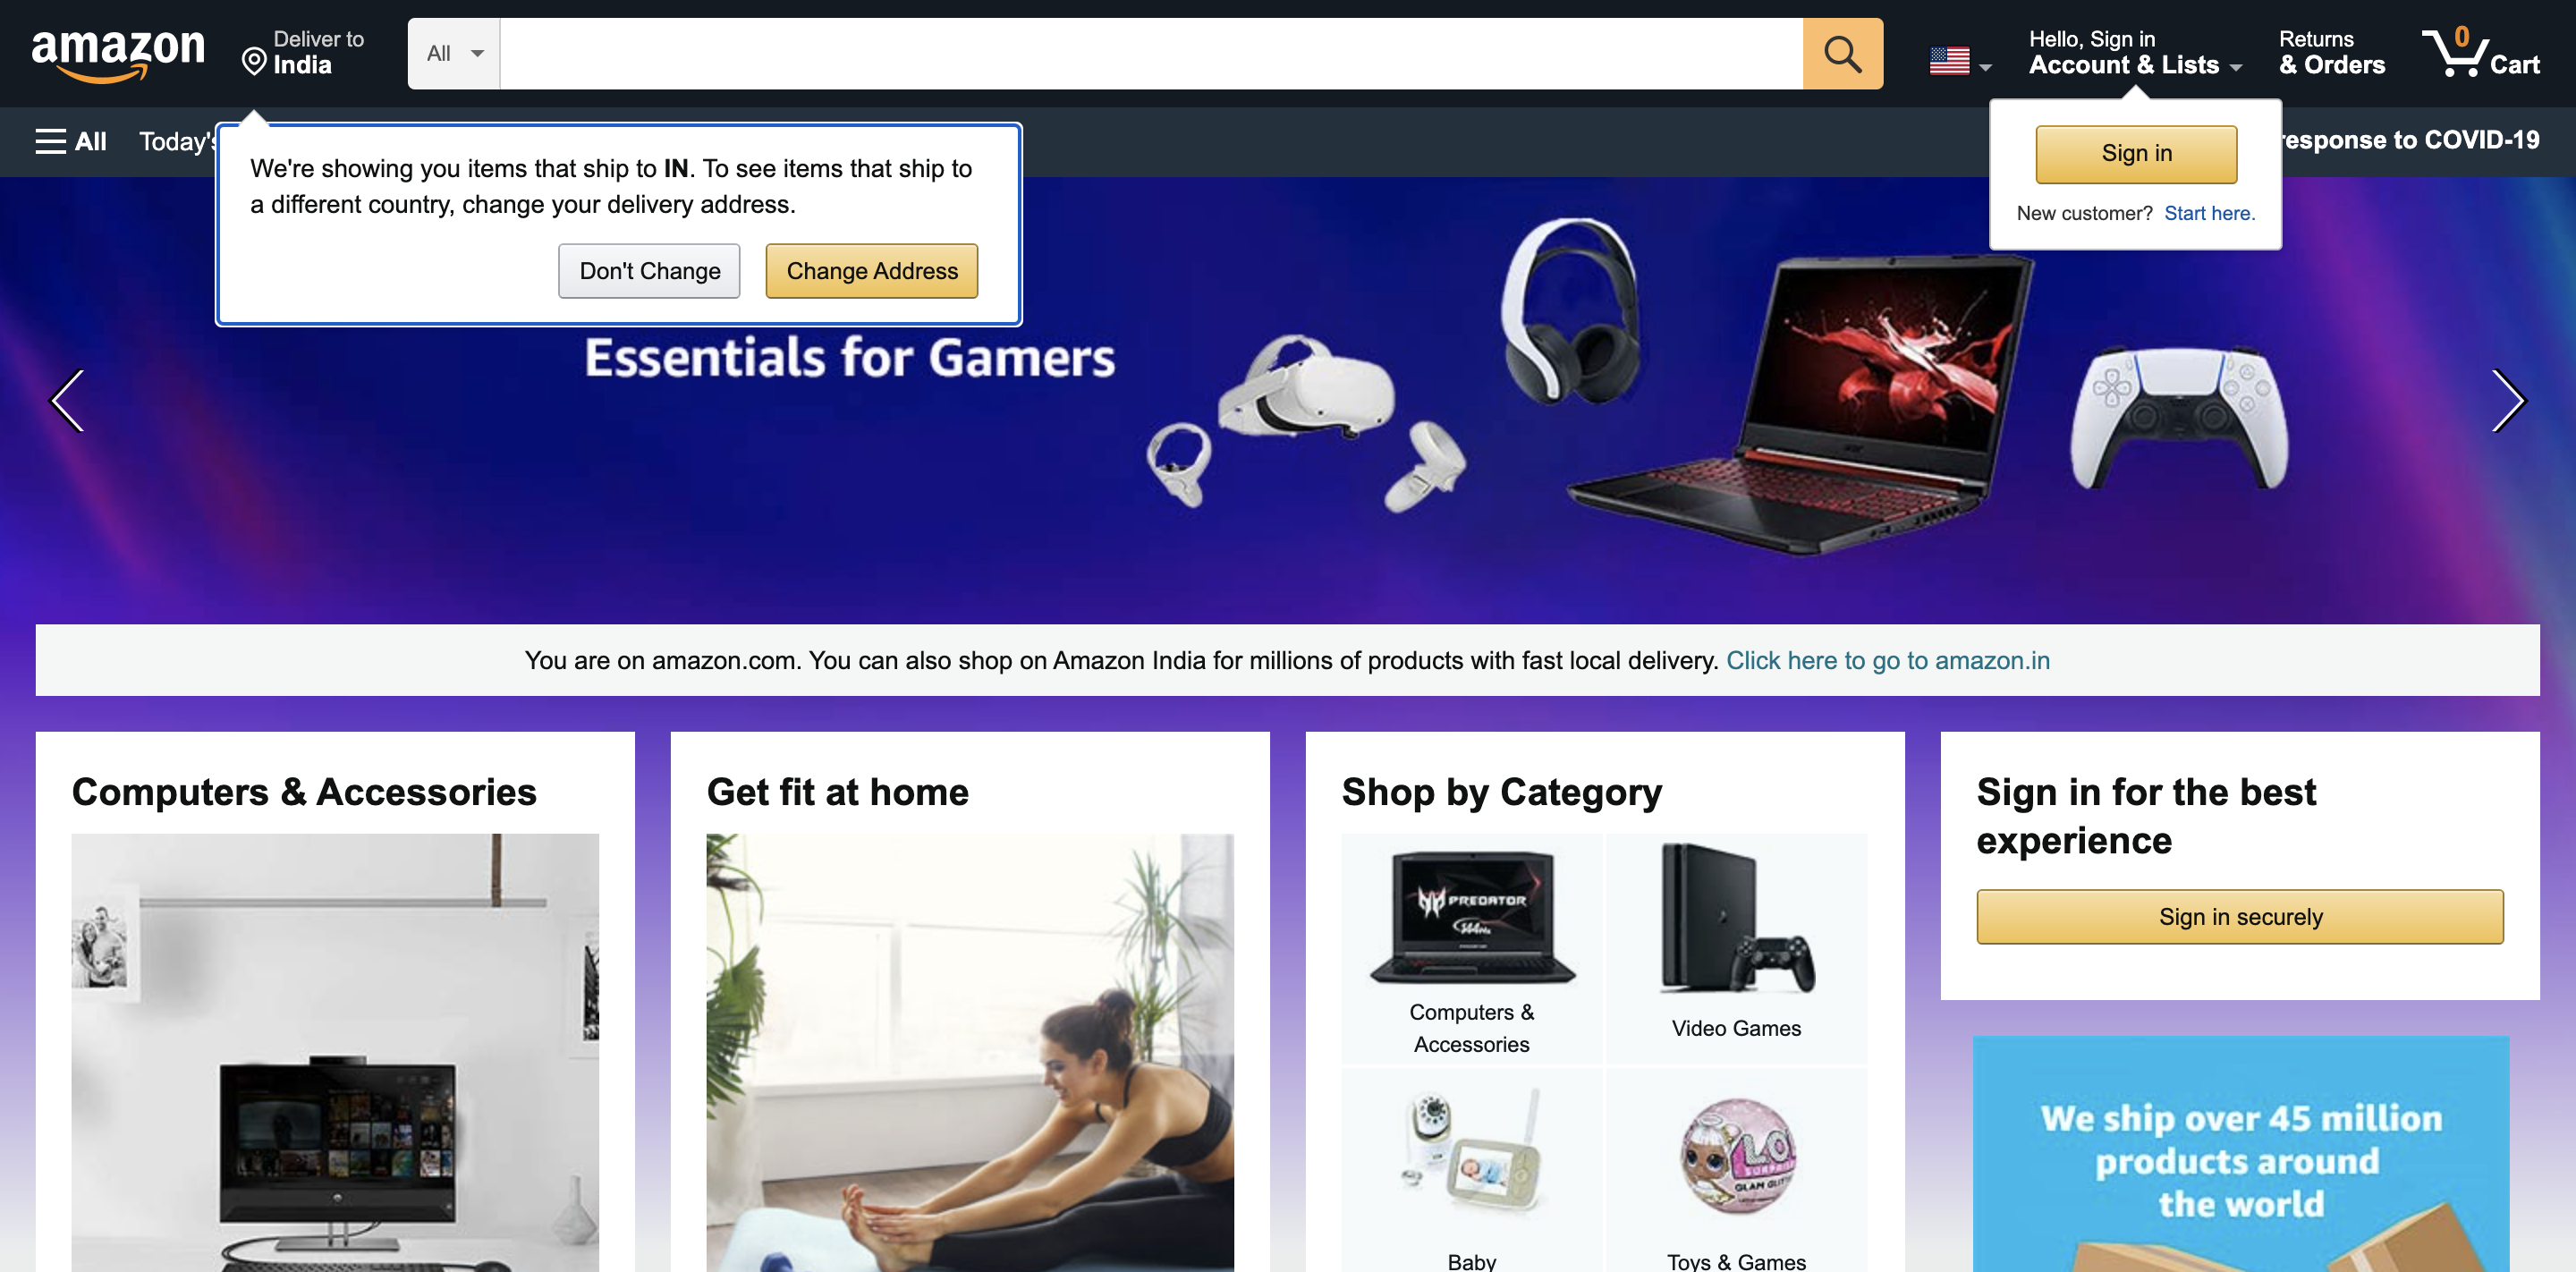 amazon
Deliver to
India
All
Hello, Sign in
Account & Lists
Returns
& Orders
0
Cart
All
Today's
response to COVID-19
We're showing you items that ship to IN. To see items that ship to
a different country, change your delivery address.
Don't Change
Change Address
Sign in
New customer? Start here.
Essentials for Gamers
You are on amazon.com. You can also shop on Amazon India for millions of products with fast local delivery. Click here to go to amazon.in
Computers & Accessories
Get fit at home
Shop by Category
PREDATOR
Computers &
Accessories
Video Games
L.O.
SURPRISE
GLAM GLITT
Baby
Toys & Games
Sign in for the best
experience
Sign in securely
We ship over 45 million
products around
the world